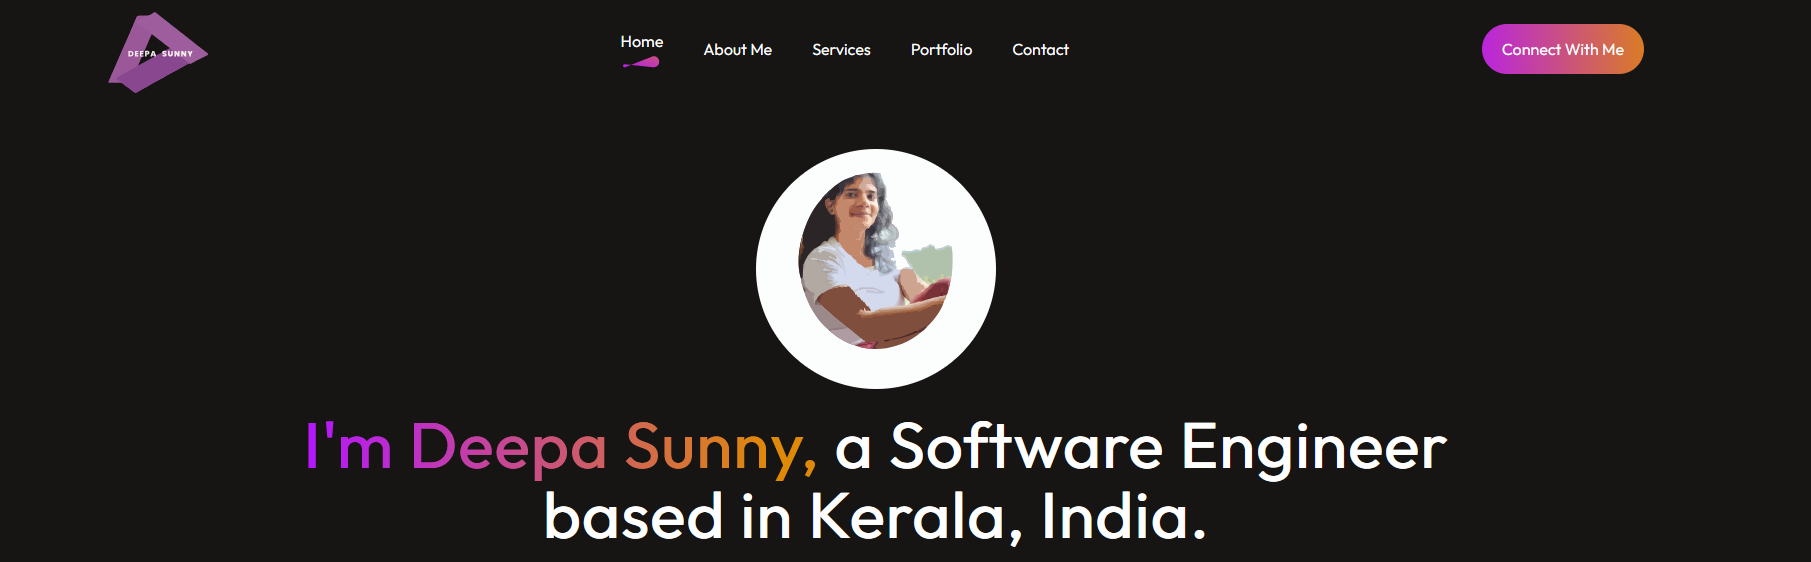 DEEPA SUNNY
Home
About Me
Services
Portfolio
Contact
Connect With Me
I'm Deepa Sunny, a Software Engineer
based in Kerala, India.